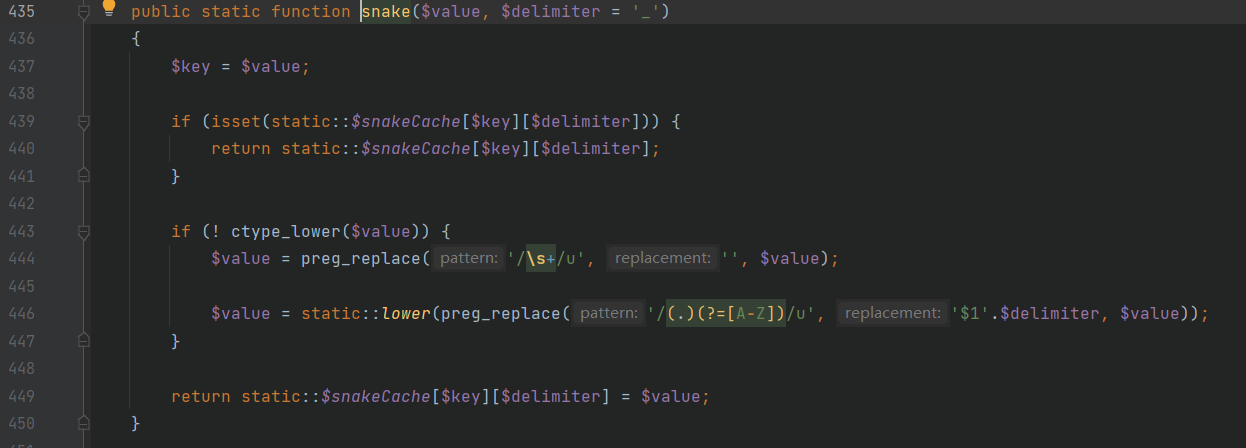 435 public static function snake($value, $delimiter = '_')
436 {
437 $key = $value;
438
439 if (isset(static::$snakeCache[$key][$delimiter])) {
440 return static::$snakeCache[$key][$delimiter];
441 }
442
443 if (! ctype_lower($value)) {
444 $value = preg_replace( pattern: '/\s+/u', replacement: '', $value);
445
446 $value = static::lower(preg_replace( pattern: '/(.)(?=[A-Z])/u', replacement: '$1'.$delimiter, $value));
447 }
448
449 return static::$snakeCache[$key][$delimiter] = $value;
450 }
451